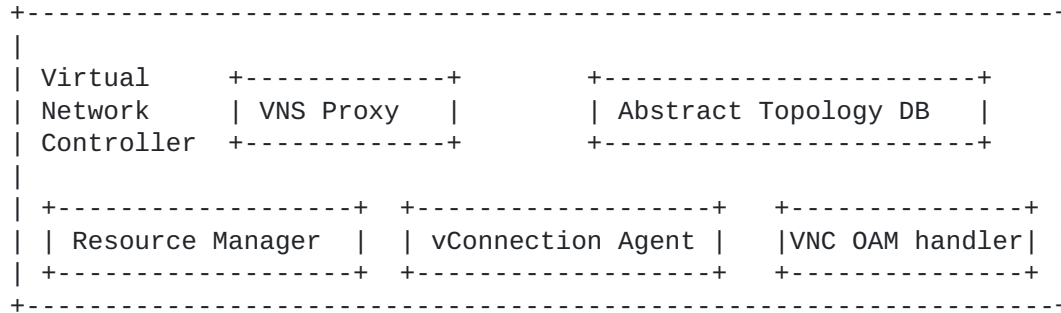 Virtual
Network VNS Proxy Abstract Topology DB
Controller
Resource Manager vConnection Agent VNC OAM handler